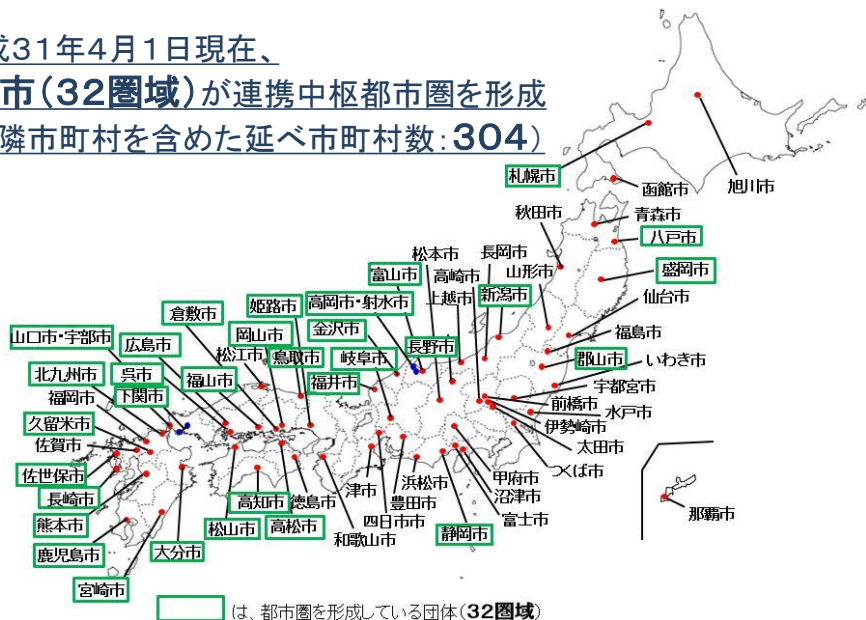 成31年4月1日現在、
市(32圏域)が連携中枢都市圏を形成
隣市町村を含めた延べ市町村数:304)
札幌市
函館市
旭川市
秋田市
青森市
八戸市
松本市
長岡市
富山市
高崎市
山形市
盛岡市
倉敷市
姫路市
高岡市・射水市
上越市
新潟市
仙台市
山口市・宇部市
広島市
岡山市
金沢市
長野市
福島市
松江市
鳥取市
岐阜市
郡山市
いわき市
北九州市
呉市
福山市
福井市
宇都宮市
福岡市
下関市
前橋市
水戸市
久留米市
伊勢崎市
佐賀市
太田市
佐世保市
つくば市
長崎市
高知市
徳島市
津市
浜松市
甲府市
沼津市
熊本市
松山市
高松市
四日市市
豊田市
静岡市
富士市
那覇市
鹿児島市
大分市
和歌山市
宮崎市
は、都市圏を形成している団体(32圏域)